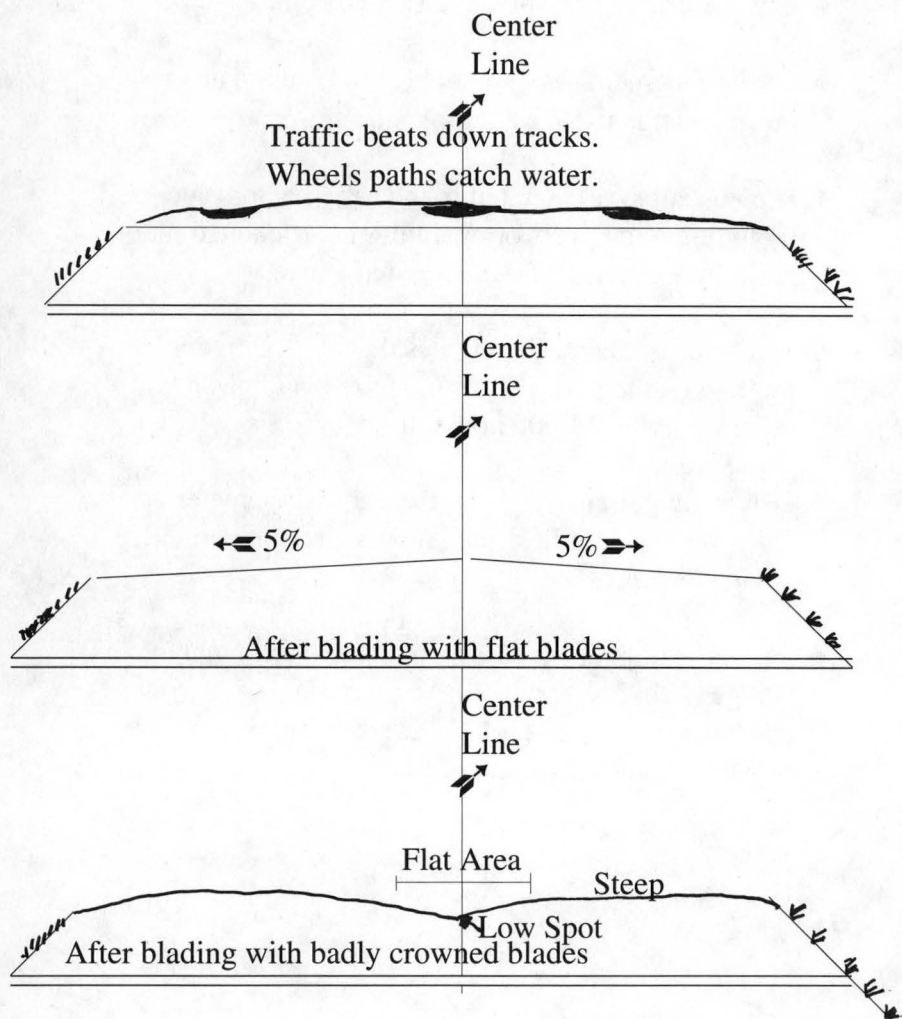 Center
Line
Traffic beats down tracks.
Wheels paths catch water.
Center
Line
5%
5%
After blading with flat blades
Center
Line
Flat Area
Steep
Low Spot
After blading with badly crowned blades